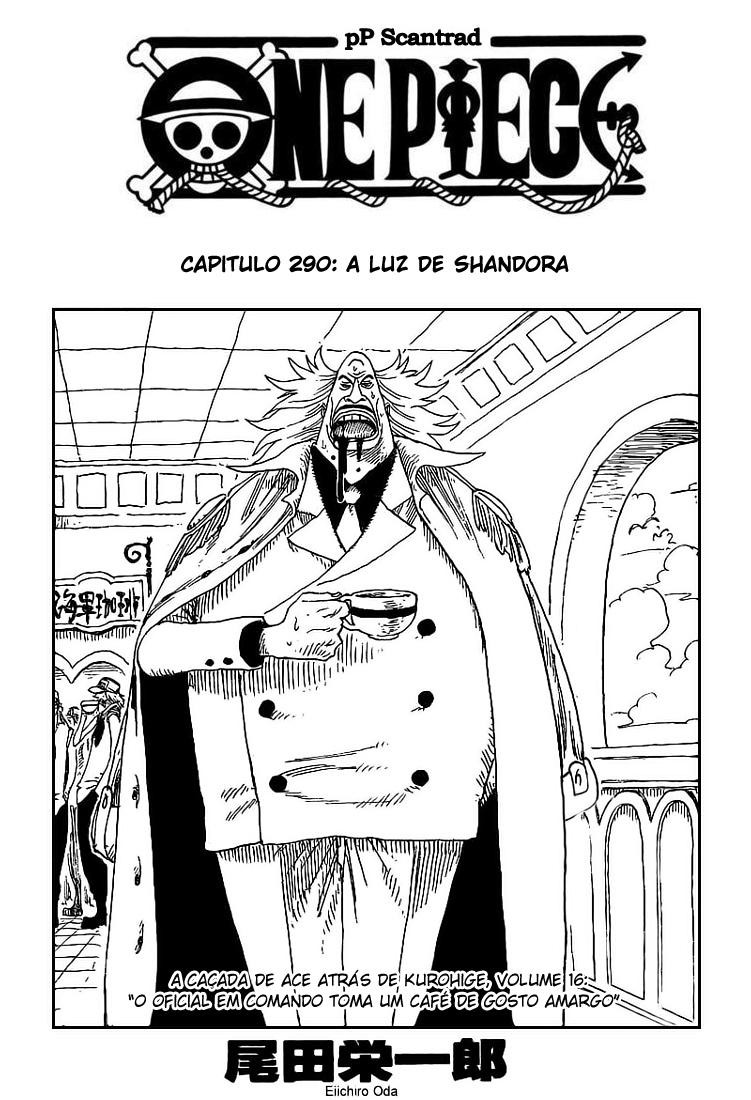 pP Scantrad
ONE PIECE
CAPITULO 290: A LUZ DE SHANDORA
海軍珈琲
A CAÇADA DE ACE ATRÁS DE KUROHIGE, VOLUME 16:
"O OFICIAL EM COMANDO TOMA UM CAFÉ DE GOSTO AMARGO"
尾田栄一郎
Eiichiro Oda